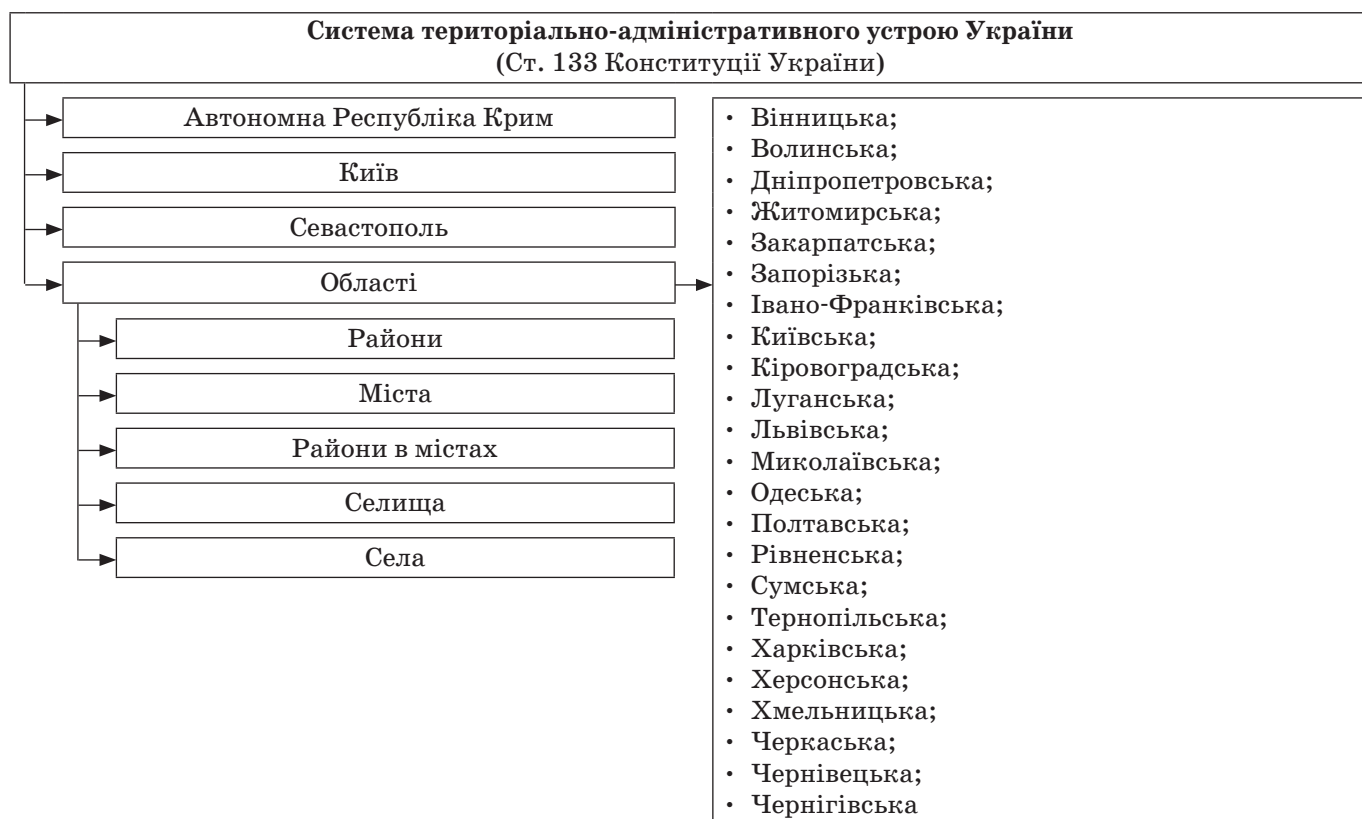 Система територіально-адміністративного устрою України
(Ст. 133 Конституції України)
Автономна Республіка Крим
Київ
Севастополь
Області
Райони
Міста
Райони в містах
Селища
Села
· Вінницька;
· Волинська;
· Дніпропетровська;
· Житомирська;
· Закарпатська;
· Запорізька;
· Івано-Франківська;
· Київська;
· Кіровоградська;
· Луганська;
· Львівська;
· Миколаївська;
· Одеська;
· Полтавська;
· Рівненська;
· Сумська;
· Тернопільська;
· Харківська;
· Херсонська;
· Хмельницька;
· Черкаська;
· Чернівецька;
· Чернігівська